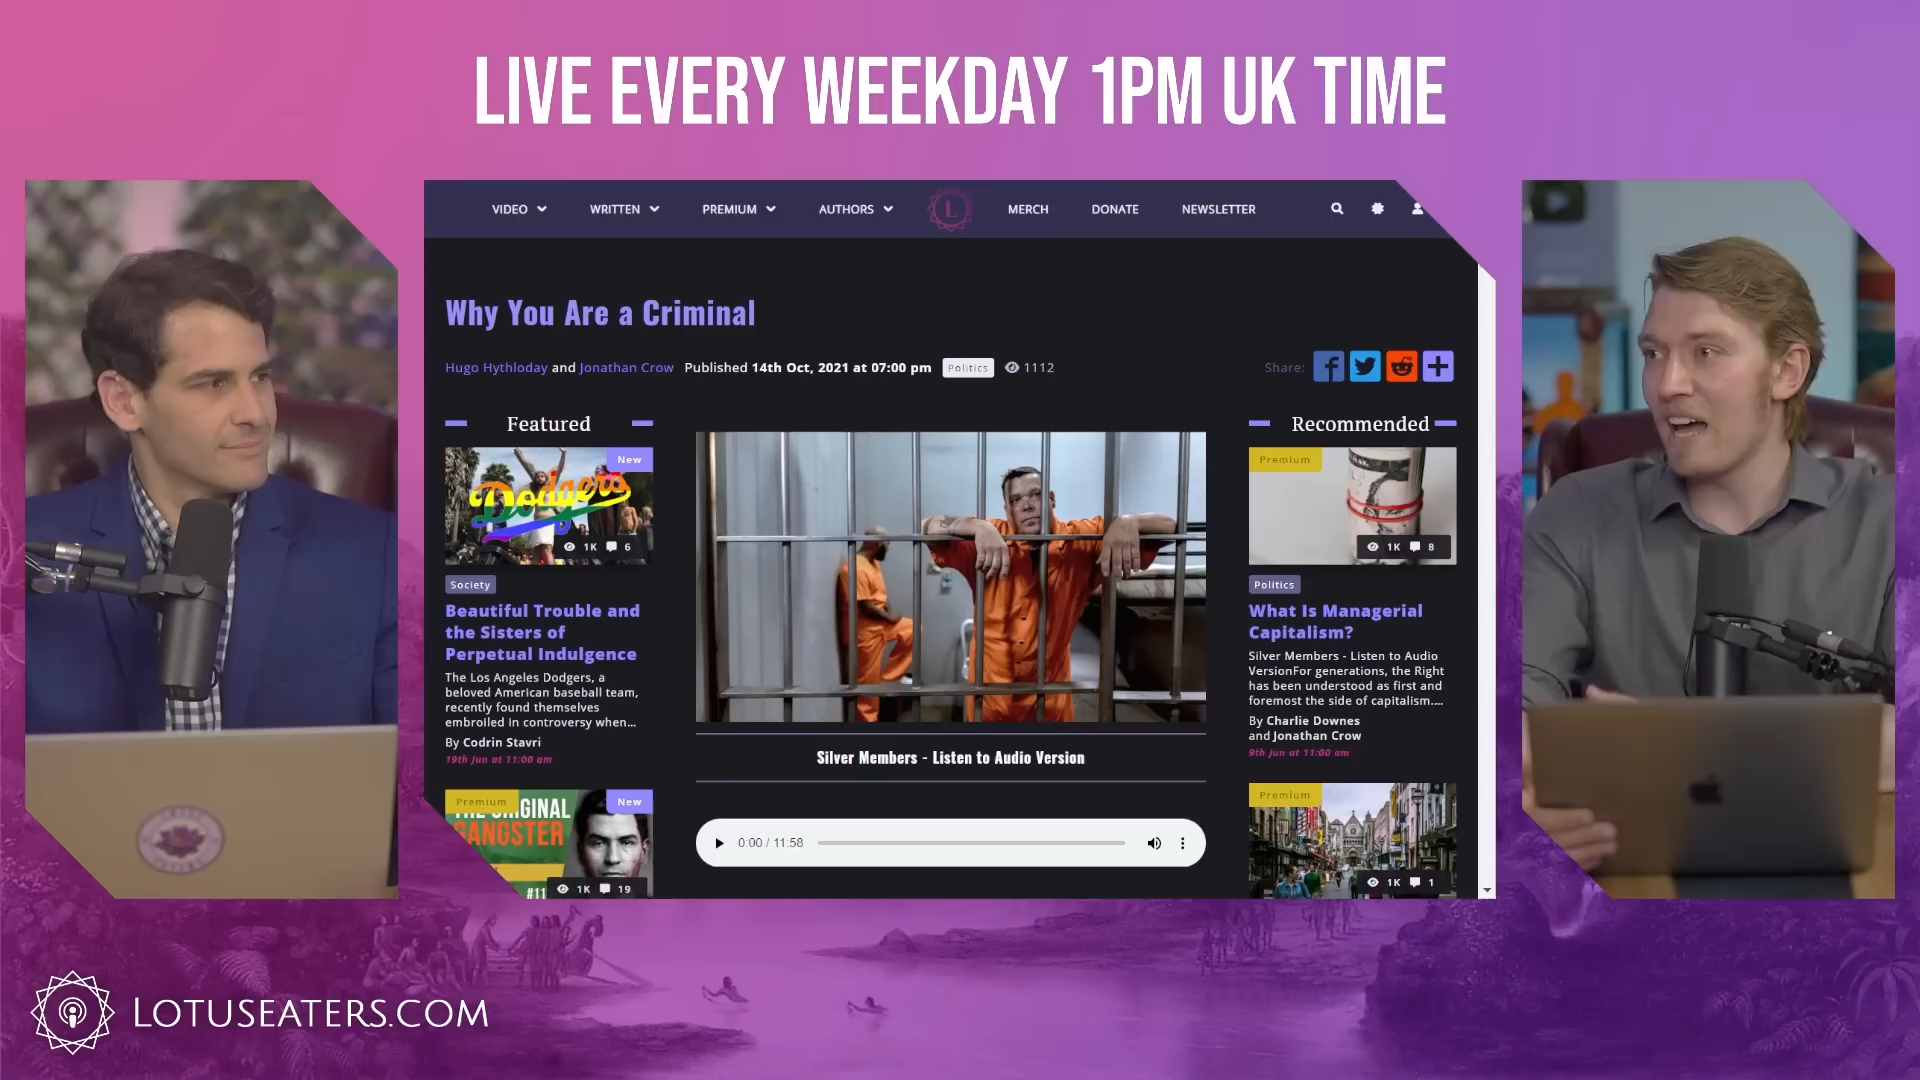 LIVE EVERY WEEKDAY 1PM UK TIME
VIDEO
WRITTEN
PREMIUM
AUTHORS
L
MERCH
DONATE
NEWSLETTER
Why You Are a Criminal
Hugo Hythloday and Jonathan Crow Published 14th Oct, 2021 at 07:00 pm Politics 1112
Share:
Featured
New
Dodgers
1K 6
Society
Beautiful Trouble and
the Sisters of
Perpetual Indulgence
The Los Angeles Dodgers, a
beloved American baseball team,
recently found themselves
embroiled in controversy when...
By Codrin Stavri
19th Jun at 11:00 am
Premium
New
GANGSTER
#11
1K 19
Silver Members - Listen to Audio Version
0:00 / 11:58
Recommended
Premium
1K 8
Politics
What Is Managerial
Capitalism?
Silver Members - Listen to Audio
VersionFor generations, the Right
has been understood as first and
foremost the side of capitalism....
By Charlie Downes
and Jonathan Crow
9th Jun at 11:00 am
Premium
1K 1
LOTUSEATERS.COM